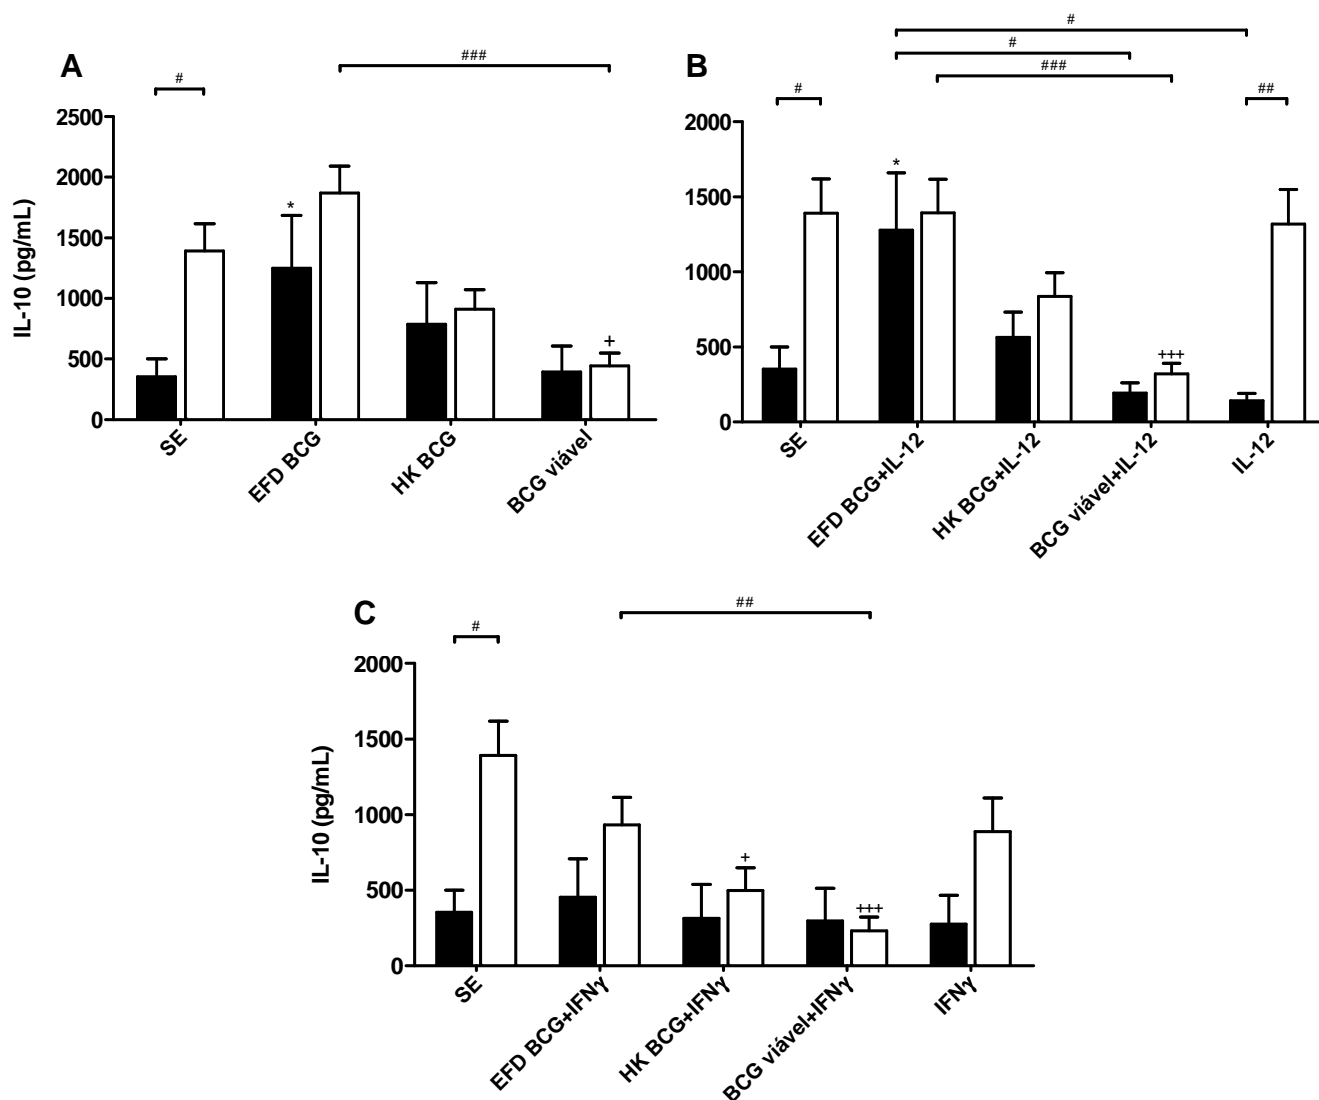 A
###
#
2500
2000
1500
1000
500
0
IL-10 (pg/mL)
*
+
SE
EFD BCG
HK BCG
BCG viável
B
#
#
###
#
##
2000
1500
1000
500
0
*
+++
SE
EFD BCG+IL-12
HK BCG+IL-12
BCG viável+IL-12
IL-12
C
##
#
2000
1500
1000
500
0
IL-10 (pg/mL)
+
+++
SE
EFD BCG+IFNγ
HK BCG+IFNγ
BCG viável+IFNγ
IFNγ